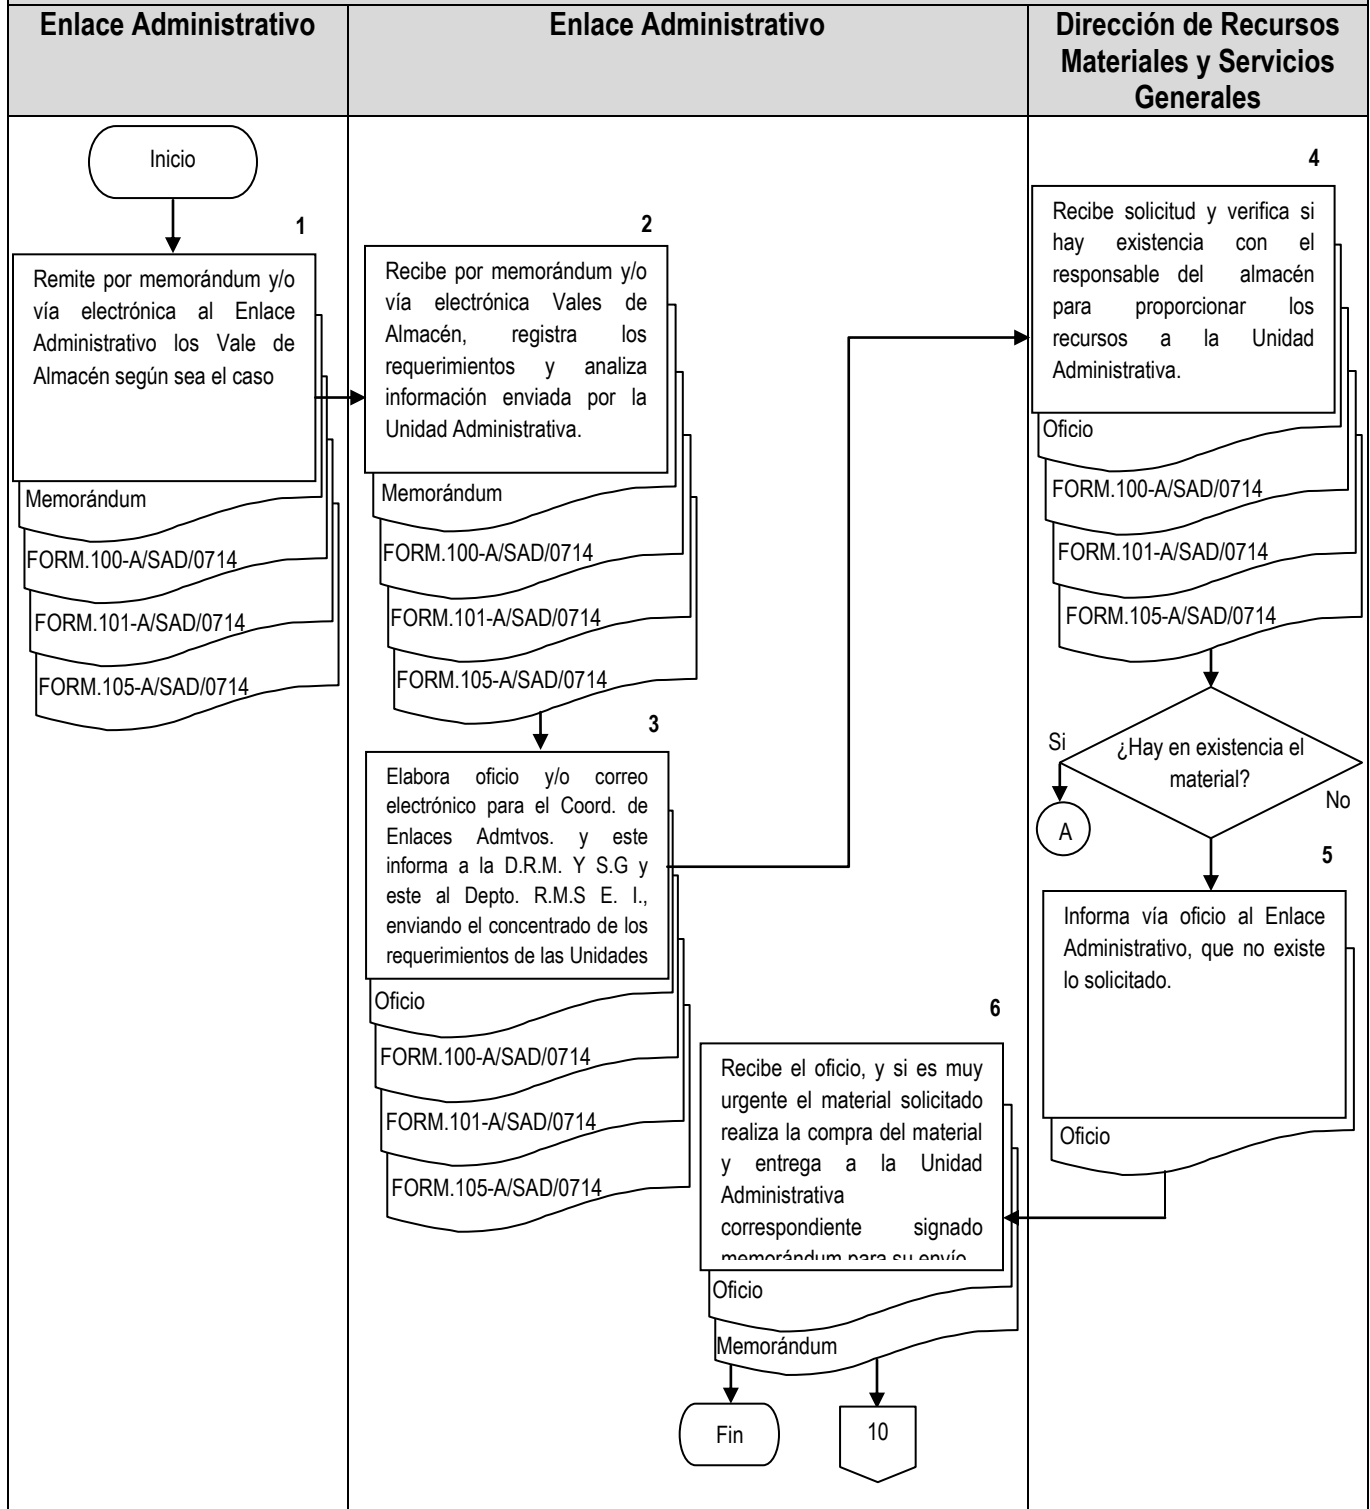 Enlace Administrativo
Enlace Administrativo
Dirección de Recursos
Materiales y Servicios
Generales
Inicio
1
Remite por memorándum y/o
vía electrónica al Enlace
Administrativo los Vale de
Almacén según sea el caso
Memorándum
FORM.100-A/SAD/0714
FORM.101-A/SAD/0714
FORM.105-A/SAD/0714
2
Recibe por memorándum y/o
vía electrónica Vales de
Almacén, registra los
requerimientos y analiza
información enviada por la
Unidad Administrativa.
Memorándum
FORM.100-A/SAD/0714
FORM.101-A/SAD/0714
FORM.105-A/SAD/0714
3
Elabora oficio y/o correo
electrónico para el Coord. de
Enlaces Admtvos. y este
informa a la D.R.M. Y S.G y
este al Depto. R.M.S E. I.,
enviando el concentrado de los
requerimientos de las Unidades
Oficio
FORM.100-A/SAD/0714
FORM.101-A/SAD/0714
FORM.105-A/SAD/0714
4
Recibe solicitud y verifica si
hay existencia con el
responsable del almacén
para proporcionar los
recursos a la Unidad
Administrativa.
Oficio
FORM.100-A/SAD/0714
FORM.101-A/SAD/0714
FORM.105-A/SAD/0714
¿Hay en existencia el
material?
Si
No
A
5
Informa vía oficio al Enlace
Administrativo, que no existe
lo solicitado.
Oficio
6
Recibe el oficio, y si es muy
urgente el material solicitado
realiza la compra del material
y entrega a la Unidad
Administrativa
correspondiente signado
memorándum para su envío
Oficio
Memorándum
Fin
10